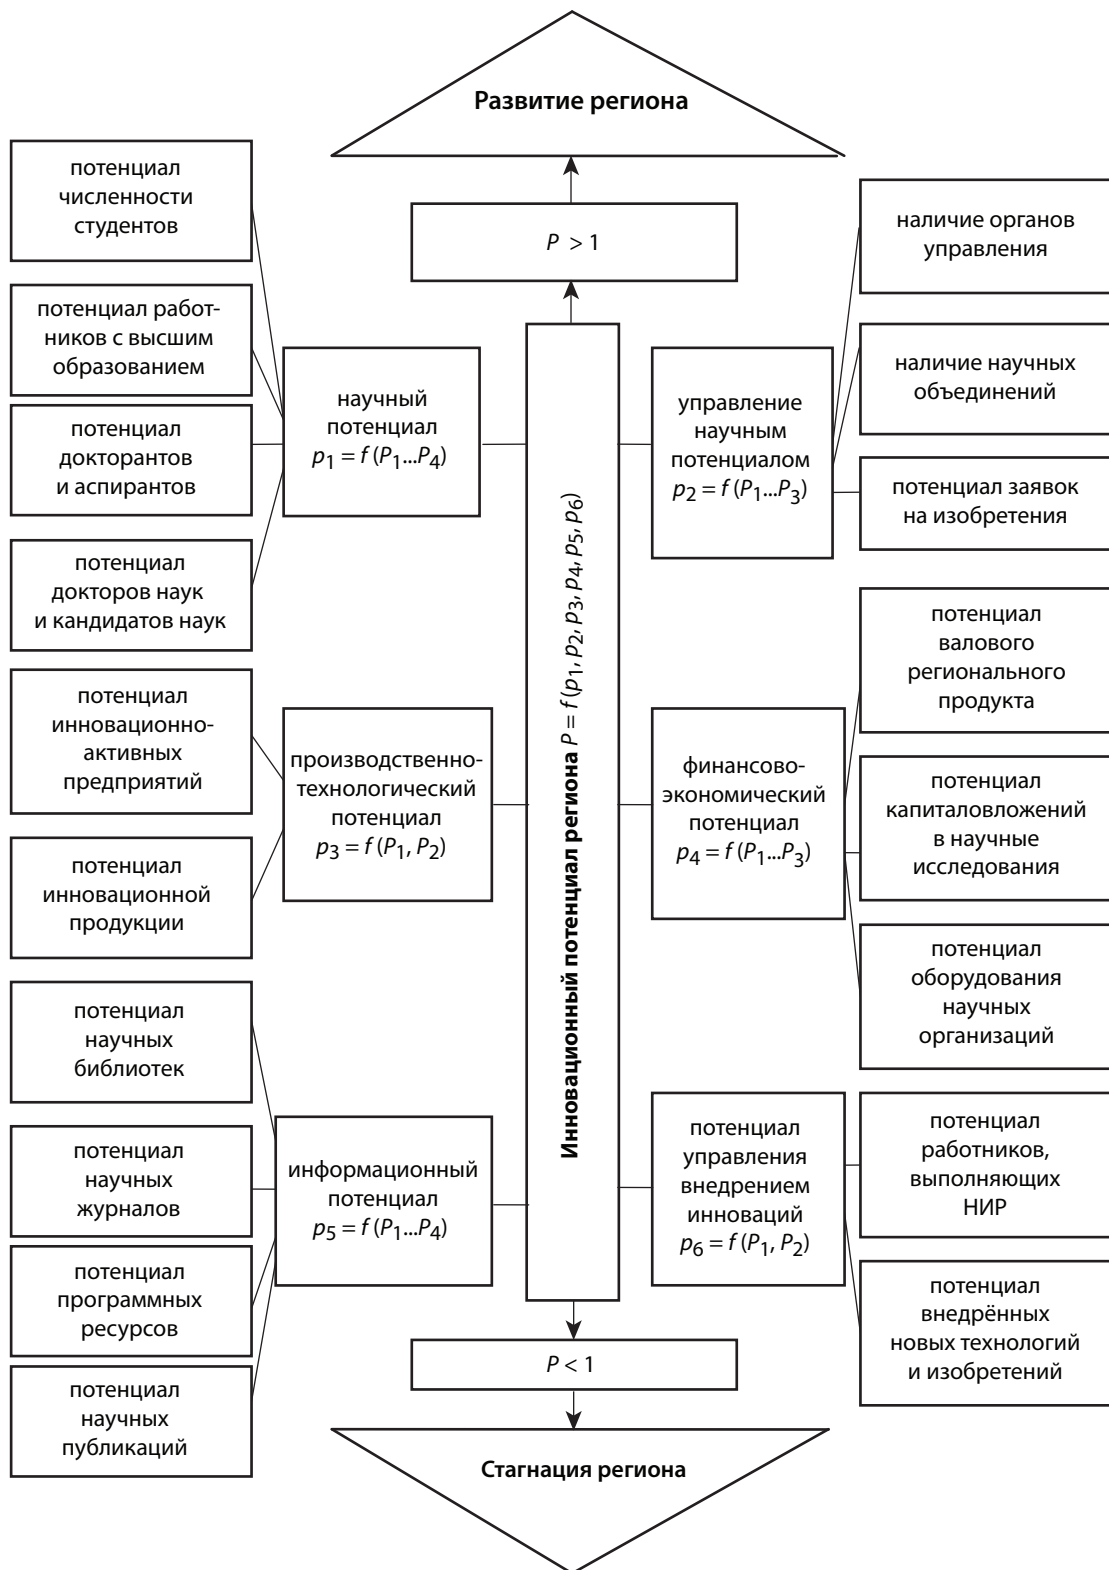 Развитие региона
P > 1
потенциал
численности
студентов
потенциал работ-
ников с высшим
образованием
потенциал
докторантов
и аспирантов
потенциал
докторов наук
и кандидатов наук
научный
потенциал
p1 = f (P1...P4)
управление
научным
потенциалом
p2 = f (P1...P3)
наличие органов
управления
наличие научных
объединений
потенциал заявок
на изобретения
Инновационный потенциал региона P = f (p1, p2, p3, p4, p5, p6)
потенциал
инновационно-
активных
предприятий
потенциал
инновационной
продукции
производственно-
технологический
потенциал
p3 = f (P1, P2)
финансово-
экономический
потенциал
p4 = f (P1...P3)
потенциал
валового
регионального
продукта
потенциал
капиталовложений
в научные
исследования
потенциал
оборудования
научных
организаций
потенциал
научных
библиотек
потенциал
научных
журналов
потенциал
программных
ресурсов
потенциал
научных
публикаций
информационный
потенциал
p5 = f (P1...P4)
потенциал
управления
внедрением
инноваций
p6 = f (P1, P2)
потенциал
работников,
выполняющих
НИР
потенциал
внедрённых
новых технологий
и изобретений
P < 1
Стагнация региона